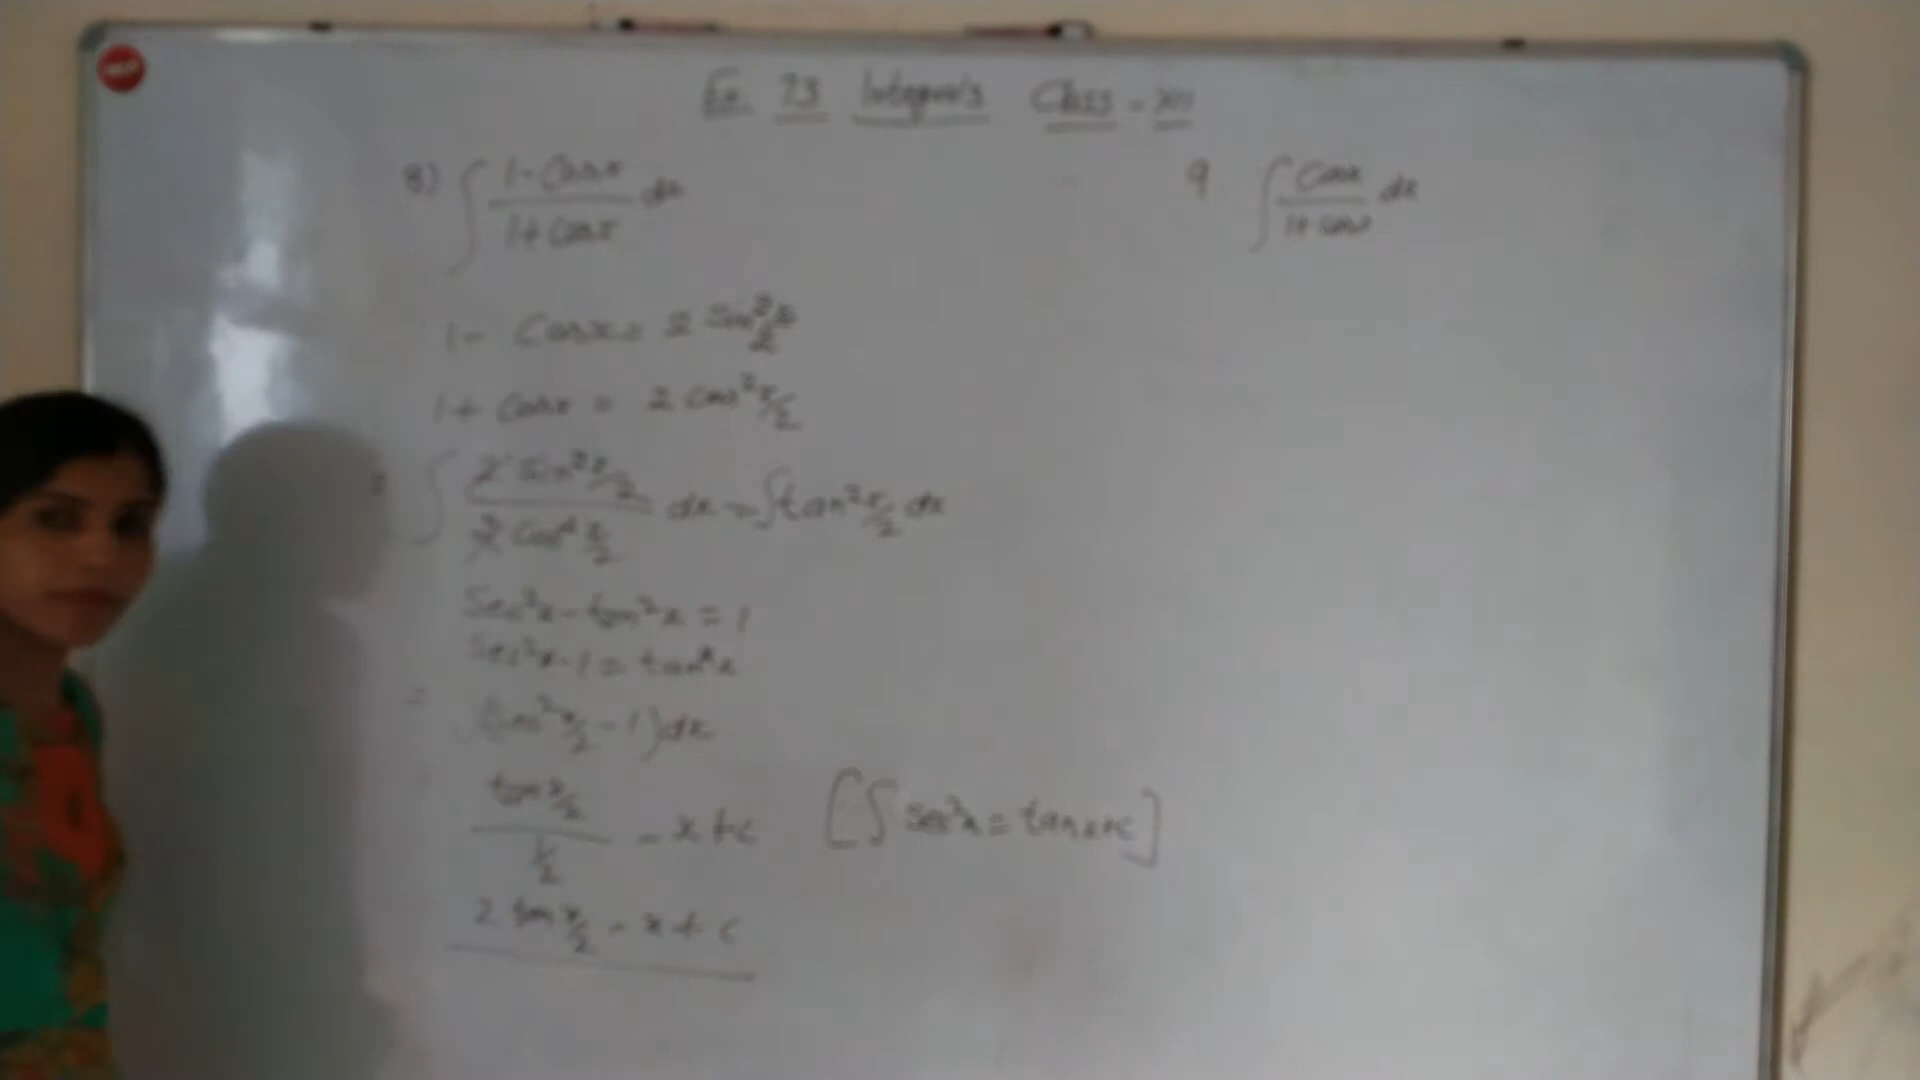 Ex. 7.3 Integrals Class - XII
8) ∫ (1 - Cos x)/(1 + Cos x) dx
1 - Cos x = 2 Sin² x/2
1 + Cos x = 2 Cos² x/2
= ∫ (2 Sin² x/2)/(2 Cos² x/2) dx = ∫ tan² x/2 dx
Sec² x - tan² x = 1
Sec² x - 1 = tan² x
= ∫ (Sec² x/2 - 1) dx
(tan x/2)/(1/2) - x + c [∫ Sec² x = tan x + c]
2 tan x/2 - x + c
9 ∫ Cos x/(1 + cos x) dx